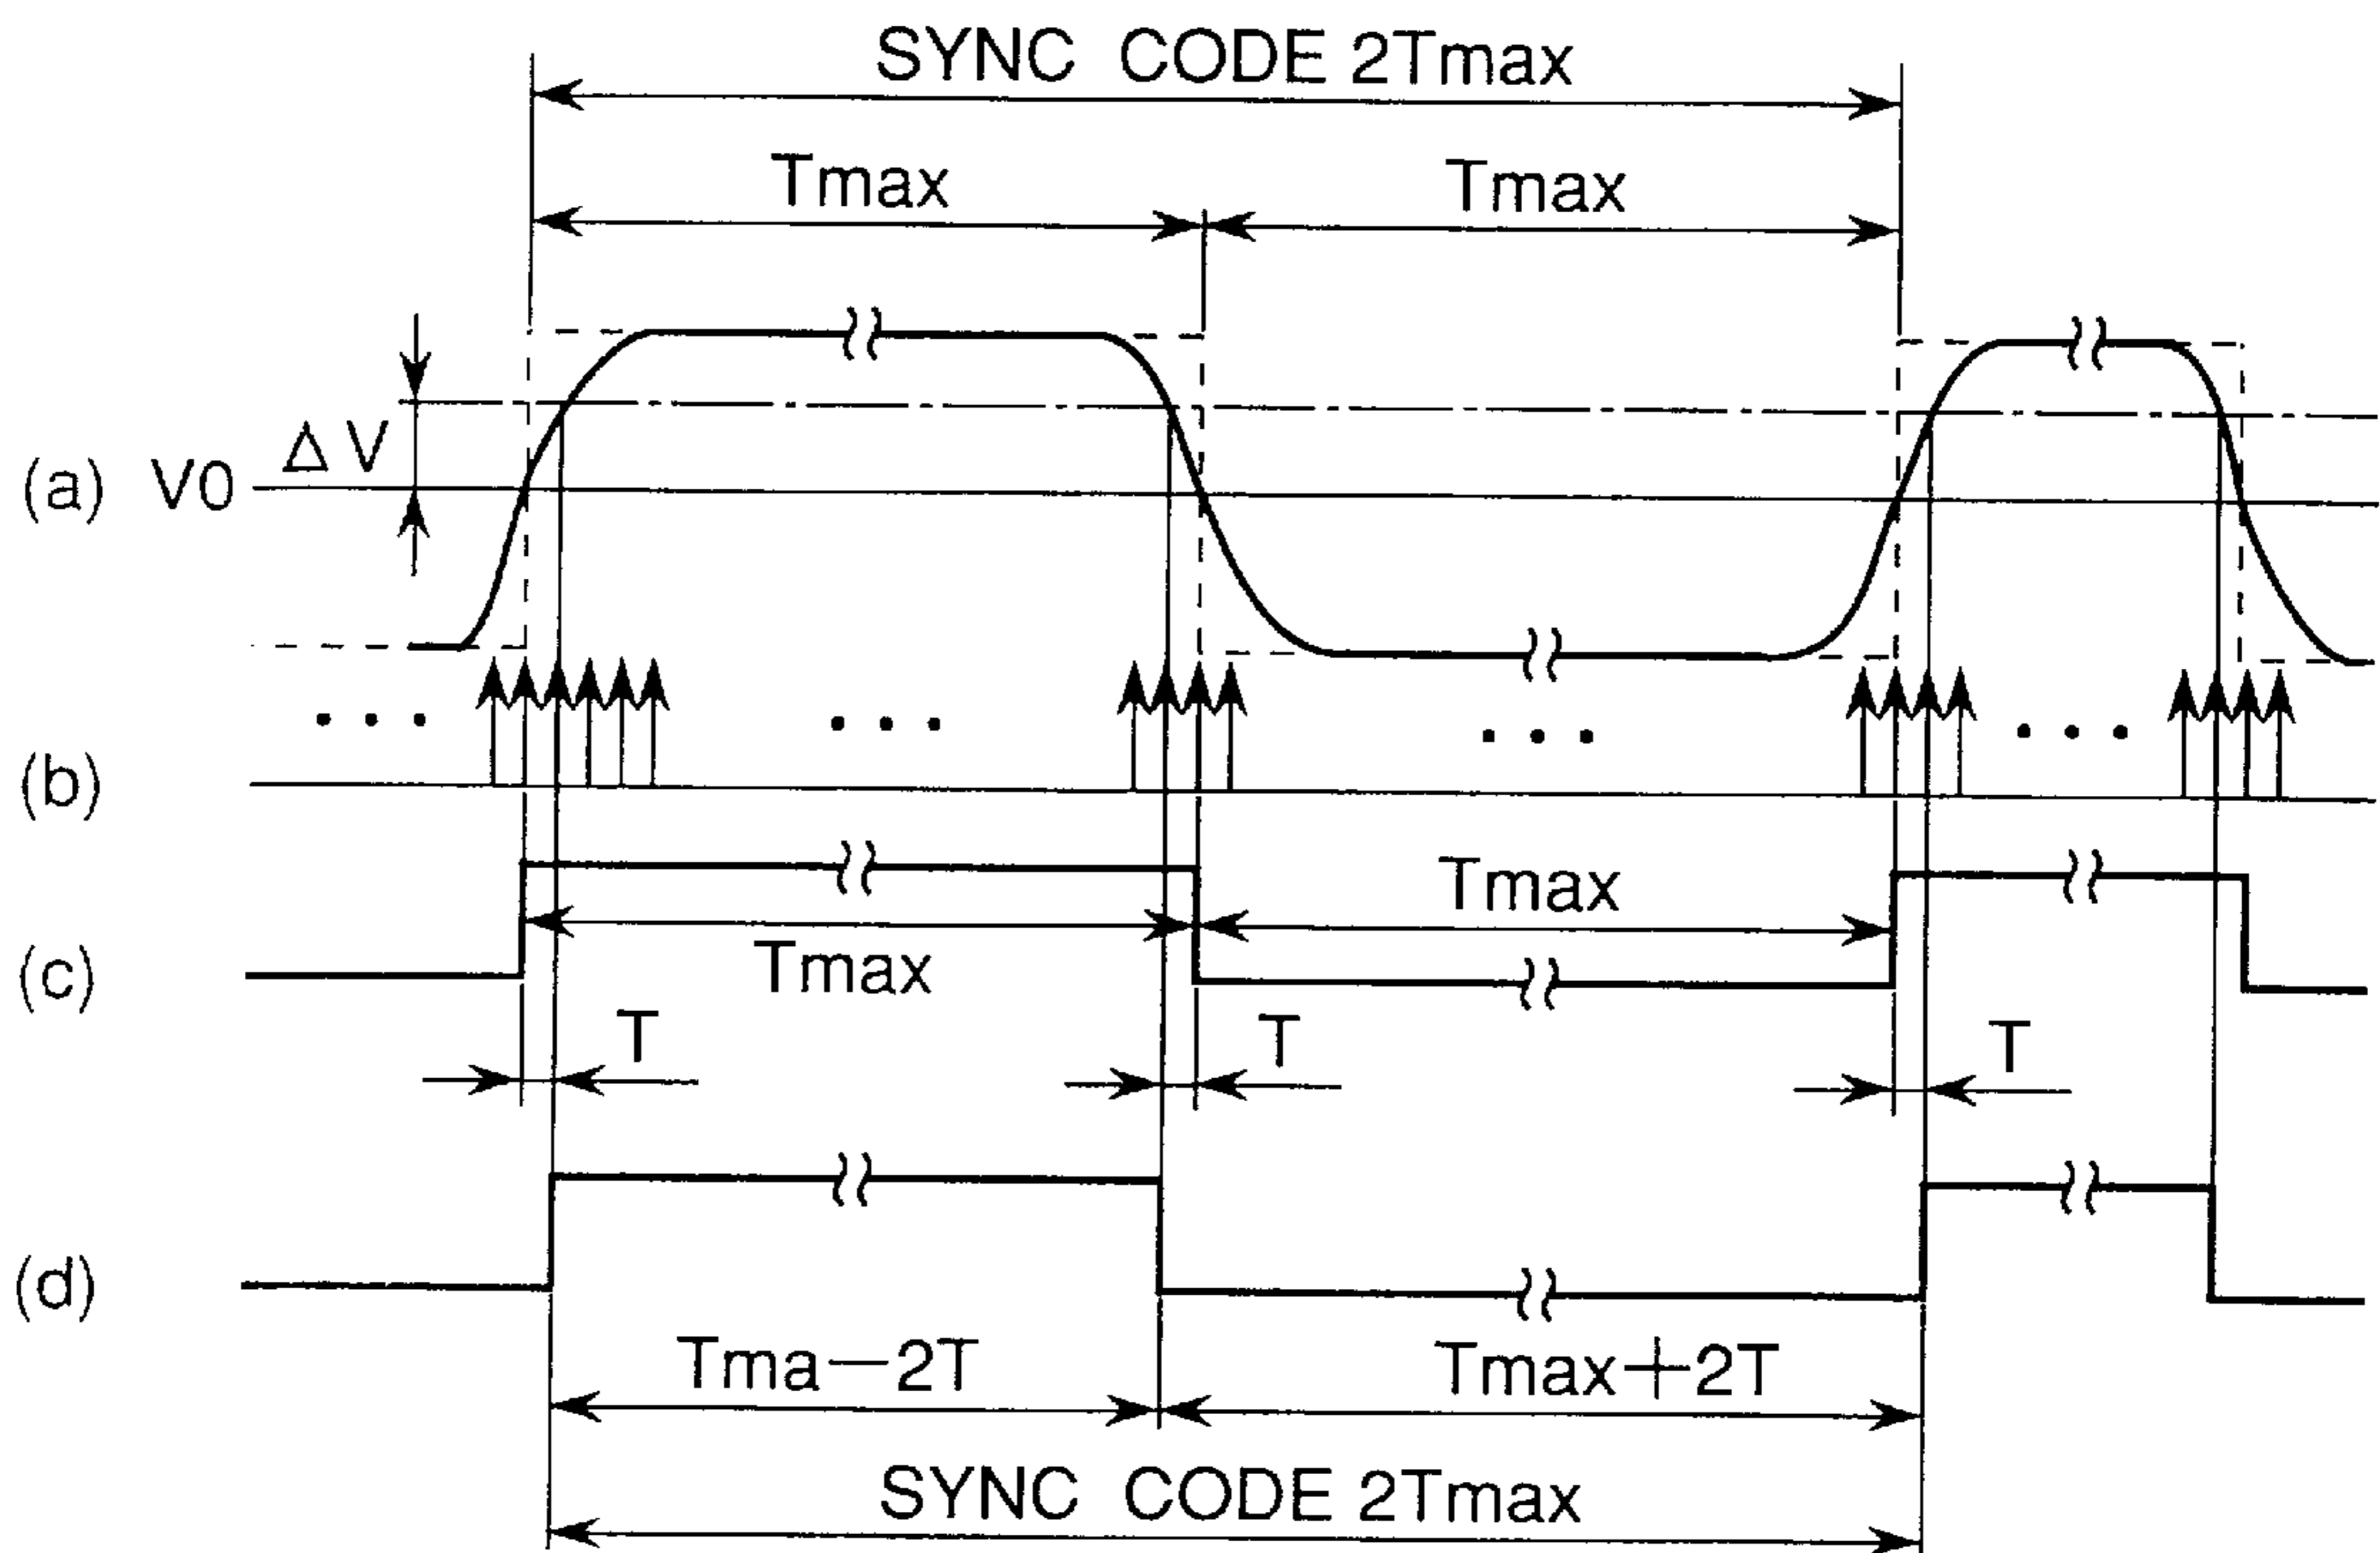 SYNC CODE 2Tmax
Tmax Tmax
ΔV
(a) V0
(b)
Tmax
(c) Tmax
T T T
(d)
Tma−2T Tmax+2T
SYNC CODE 2Tmax